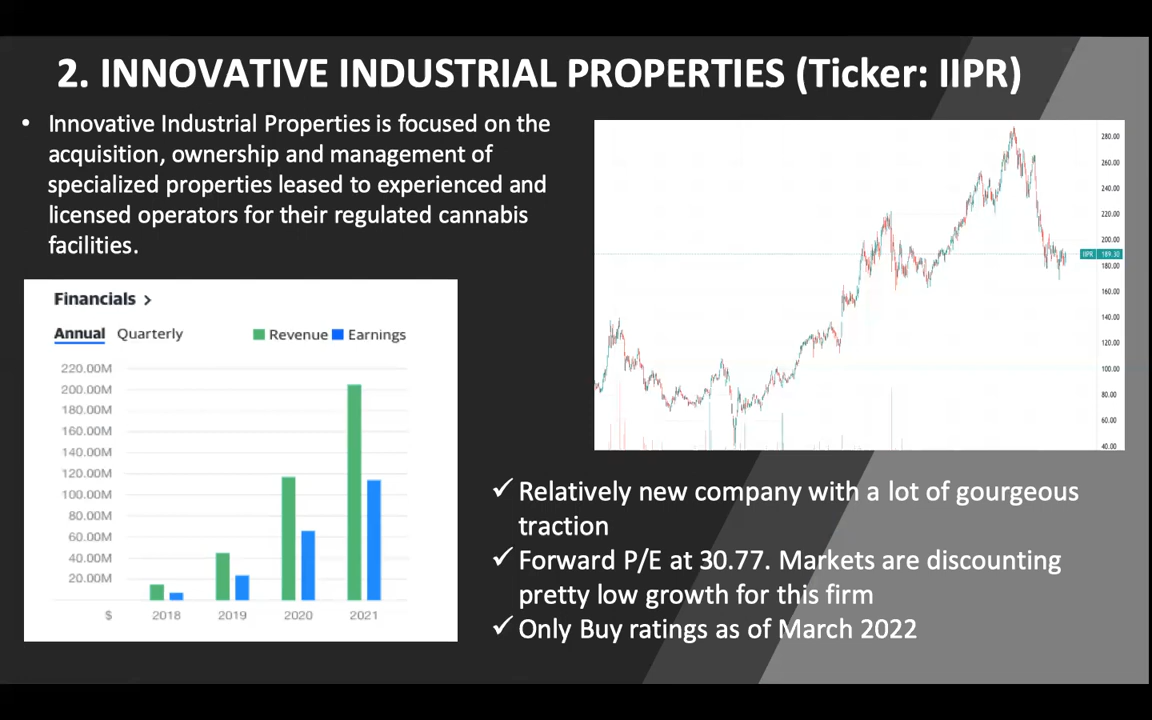 2. INNOVATIVE INDUSTRIAL PROPERTIES (Ticker: IIPR)
• Innovative Industrial Properties is focused on the
acquisition, ownership and management of
specialized properties leased to experienced and
licensed operators for their regulated cannabis
facilities.
Financials >
Annual Quarterly Revenue Earnings
220.00M
200.00M
180.00M
160.00M
140.00M
120.00M
100.00M
80.00M
60.00M
40.00M
20.00M
$ 2018 2019 2020 2021
280.00
260.00
240.00
220.00
200.00
IIPR 189.30
180.00
160.00
140.00
120.00
100.00
80.00
60.00
40.00
✓ Relatively new company with a lot of gourgeous
traction
✓ Forward P/E at 30.77. Markets are discounting
pretty low growth for this firm
✓ Only Buy ratings as of March 2022